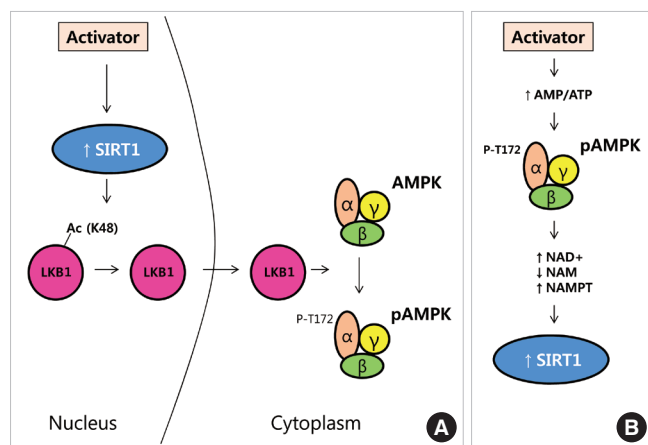 Activator
↑ SIRT1
Ac (K48)
LKB1
LKB1
LKB1
AMPK
α
γ
β
P-T172
pAMPK
α
γ
β
Nucleus
Cytoplasm
A
Activator
↑ AMP/ATP
P-T172
pAMPK
α
γ
β
↑ NAD+
↓ NAM
↑ NAMPT
↑ SIRT1
B